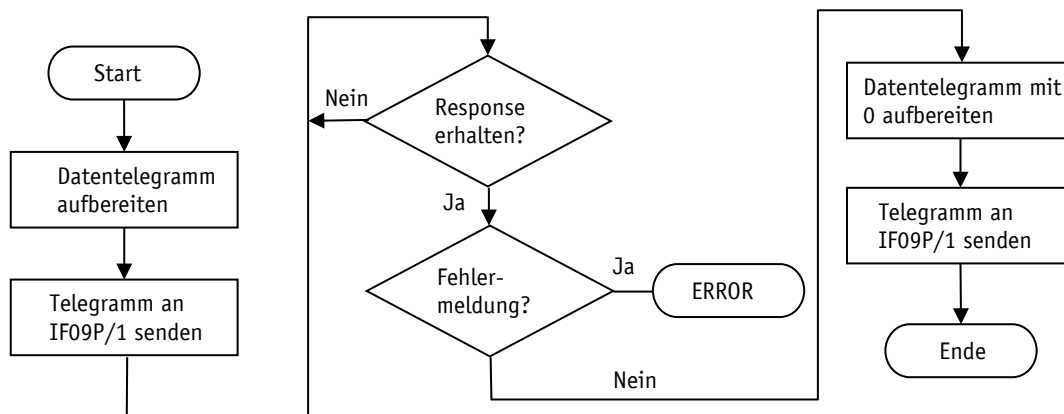 Start
Datentelegramm
aufbereiten
Telegramm an
IF09P/1 senden
Response
erhalten?
Nein
Ja
Fehler-
meldung?
Ja
ERROR
Nein
Datentelegramm mit
0 aufbereiten
Telegramm an
IF09P/1 senden
Ende